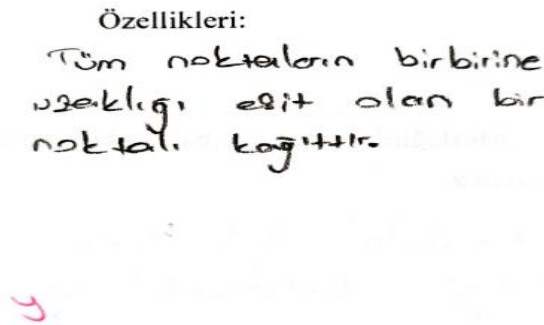 Özellikleri:
Tüm noktaların birbirine
uzaklığı eşit olan bir
noktalı kağıttır.
y